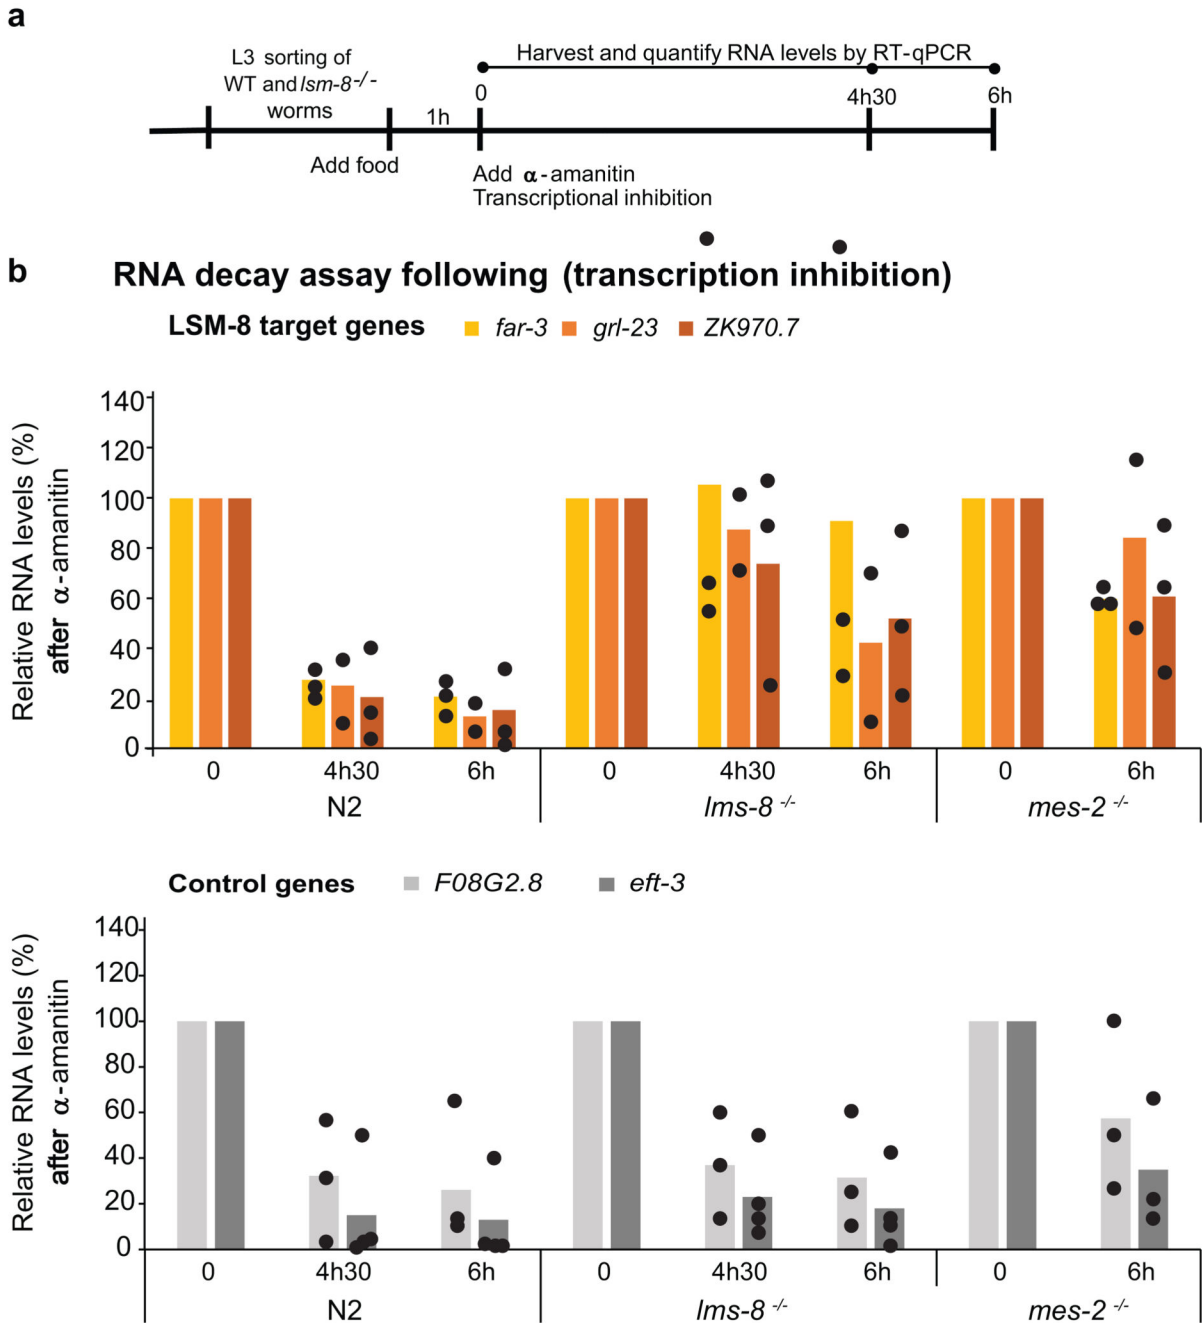 a
L3 sorting of
WT and lsm-8-/-
worms
Harvest and quantify RNA levels by RT-qPCR
0
4h30
6h
1h
Add food
Add α-amanitin
Transcriptional inhibition
b
RNA decay assay following (transcription inhibition)
LSM-8 target genes
far-3
grl-23
ZK970.7
Relative RNA levels (%)
after α-amanitin
140
120
100
80
60
40
20
0
0
4h30
6h
0
4h30
6h
0
6h
N2
lms-8 -/-
mes-2 -/-
Control genes
F08G2.8
eft-3
Relative RNA levels (%)
after α-amanitin
140
120
100
80
60
40
20
0
0
4h30
6h
0
4h30
6h
0
6h
N2
lms-8 -/-
mes-2 -/-